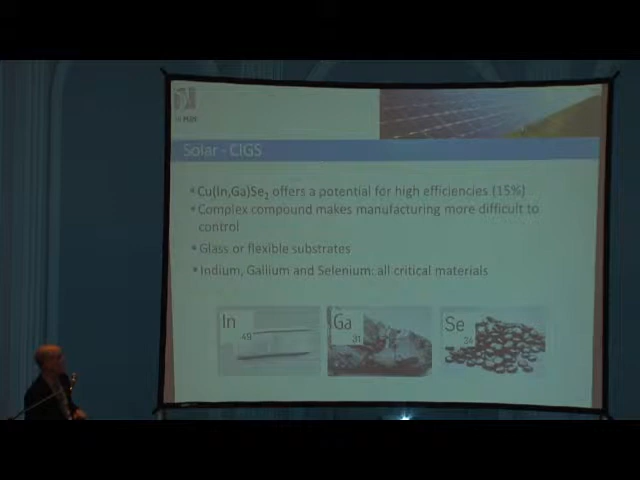 Solar - CIGS
• Cu(In,Ga)Se₂ offers a potential for high efficiencies (15%)
• Complex compound makes manufacturing more difficult to
control
• Glass or flexible substrates
• Indium, Gallium and Selenium: all critical materials
In
49
Ga
31
Se
34